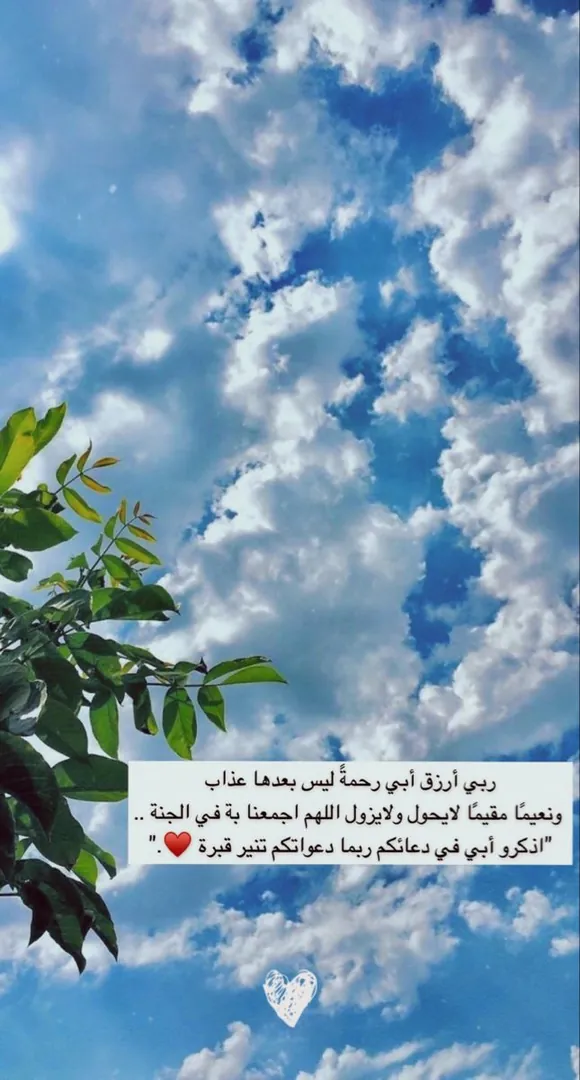 ربي أرزق أبي رحمةً ليس بعدها عذاب
ونعيمًا مقيمًا لايحول ولايزول اللهم اجمعنا بة في الجنة ..
"اذكرو أبي في دعائكم ربما دعواتكم تنير قبرة ♥️."